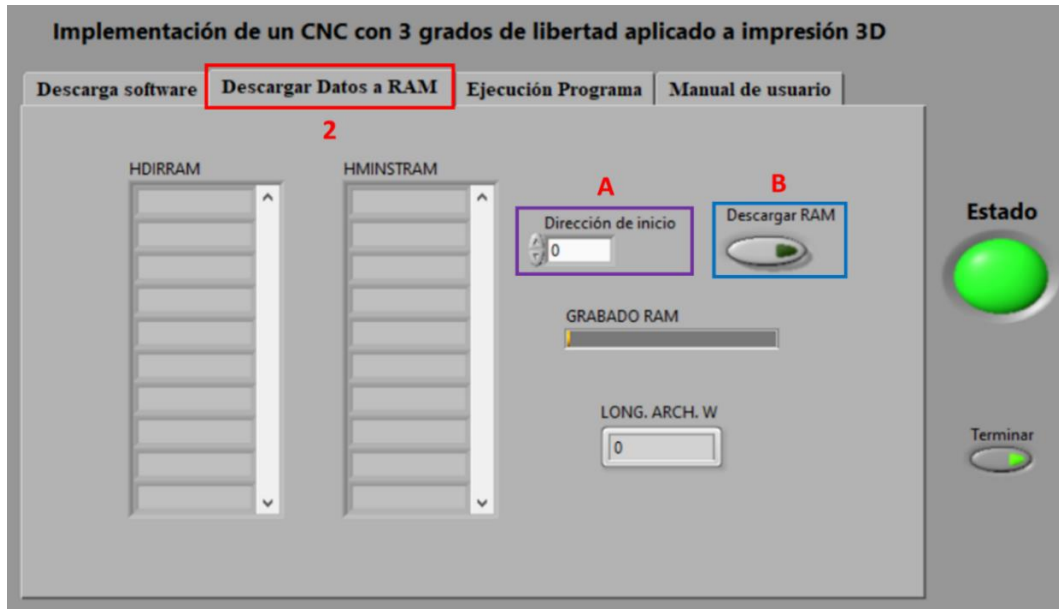 Implementación de un CNC con 3 grados de libertad aplicado a impresión 3D
Descarga software
Descargar Datos a RAM
Ejecución Programa
Manual de usuario
2
HDIRRAM
HMINSTRAM
A
B
Dirección de inicio
0
Descargar RAM
Estado
GRABADO RAM
LONG. ARCH. W
0
Terminar